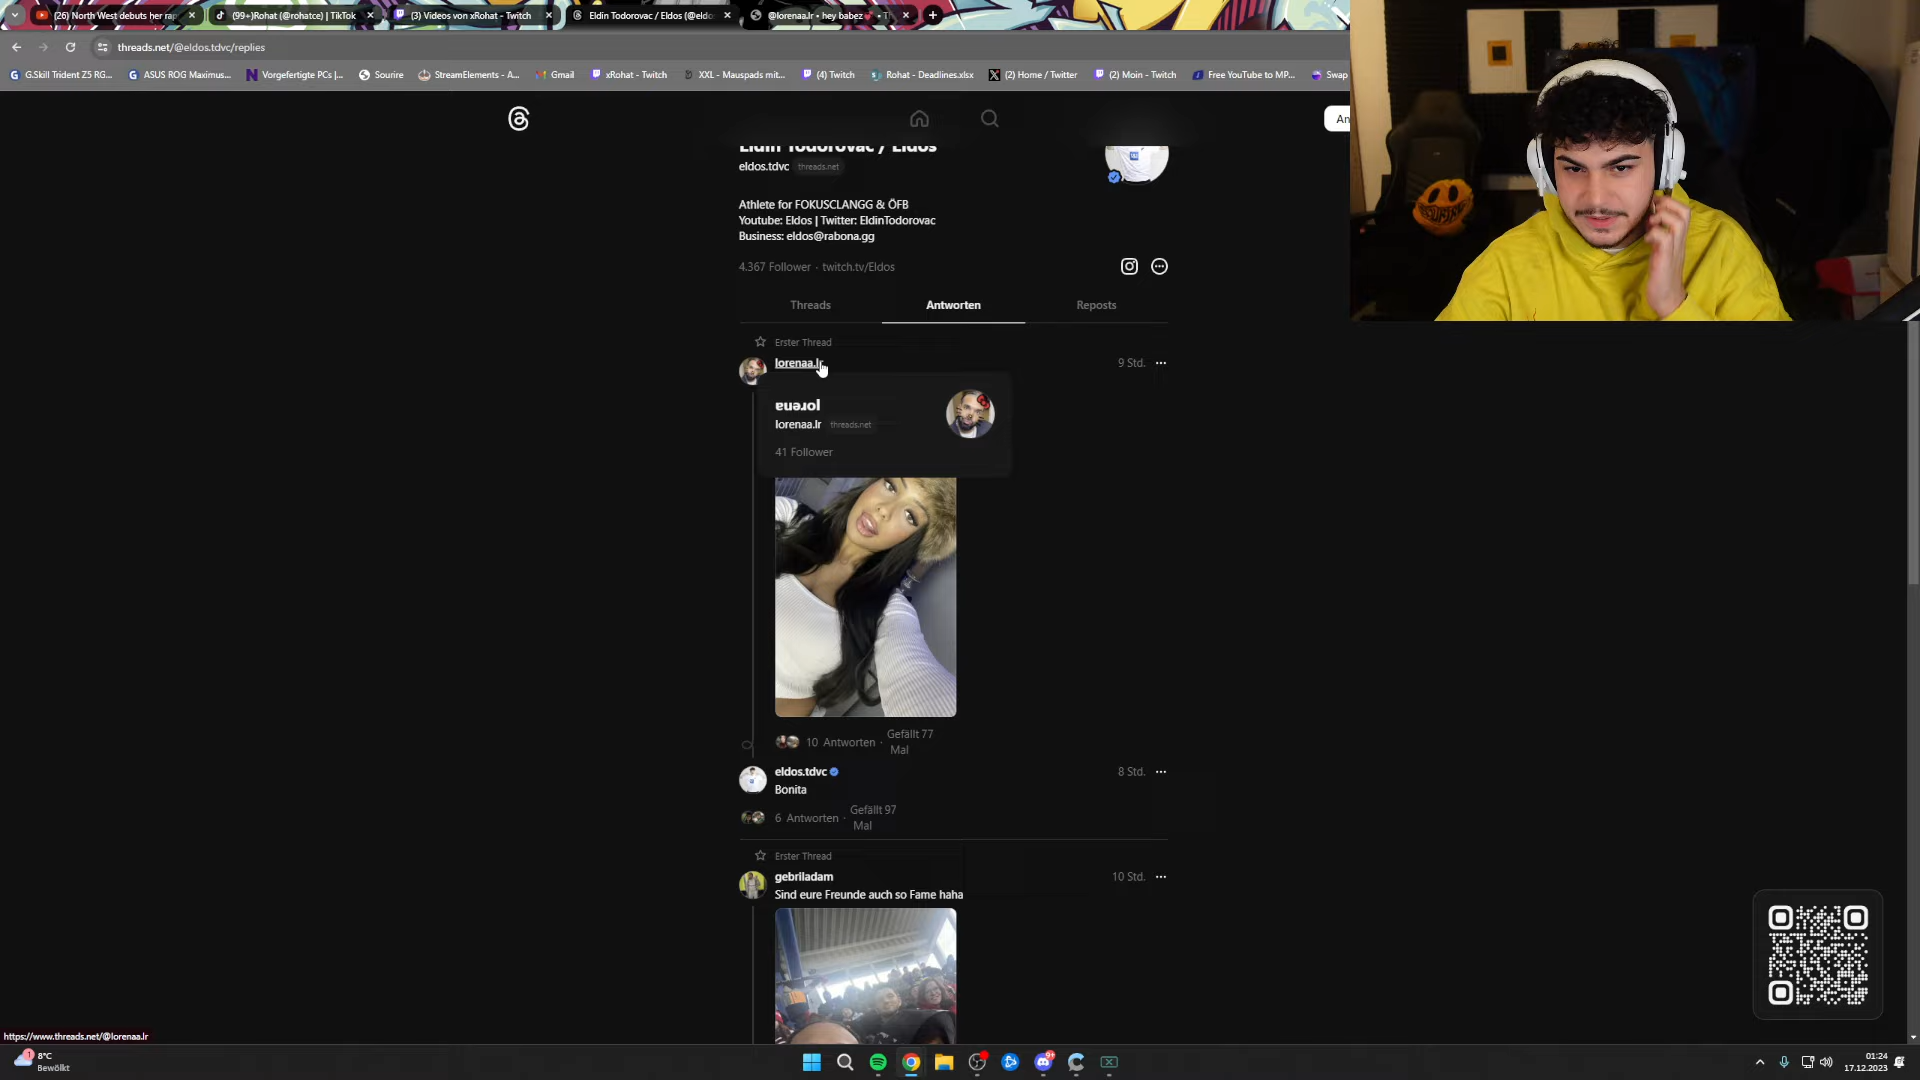 (26) North West debuts her rap
(99+)Rohat (@rohatce) | TikTok
(3) Videos von xRohat - Twitch
Eldin Todorovac / Eldos (@eldo
@lorenaa.lr • hey babez
threads.net/@eldos.tdvc/replies
G.Skill Trident Z5 RG...
ASUS ROG Maximus...
Vorgefertigte PCs |...
Sourire
StreamElements - A...
Gmail
xRohat - Twitch
XXL - Mauspads mit...
(4) Twitch
Rohat - Deadlines.xlsx
(2) Home / Twitter
(2) Moin - Twitch
Free YouTube to MP...
Swap
An
Eldin Todorovac / Eldos
eldos.tdvc threads.net
Athlete for FOKUSCLANGG & ÖFB
Youtube: Eldos | Twitter: EldinTodorovac
Business: eldos@rabona.gg
4.367 Follower · twitch.tv/Eldos
Threads
Antworten
Reposts
Erster Thread
lorenaa.lr
9 Std.
ɐuǝɹol
lorenaa.lr threads.net
41 Follower
10 Antworten · Gefällt 77
Mal
eldos.tdvc
8 Std.
Bonita
6 Antworten · Gefällt 97
Mal
Erster Thread
gebriladam
10 Std.
Sind eure Freunde auch so Fame haha
https://www.threads.net/@lorenaa.lr
1
8°C
Bewölkt
01:24
17.12.2023